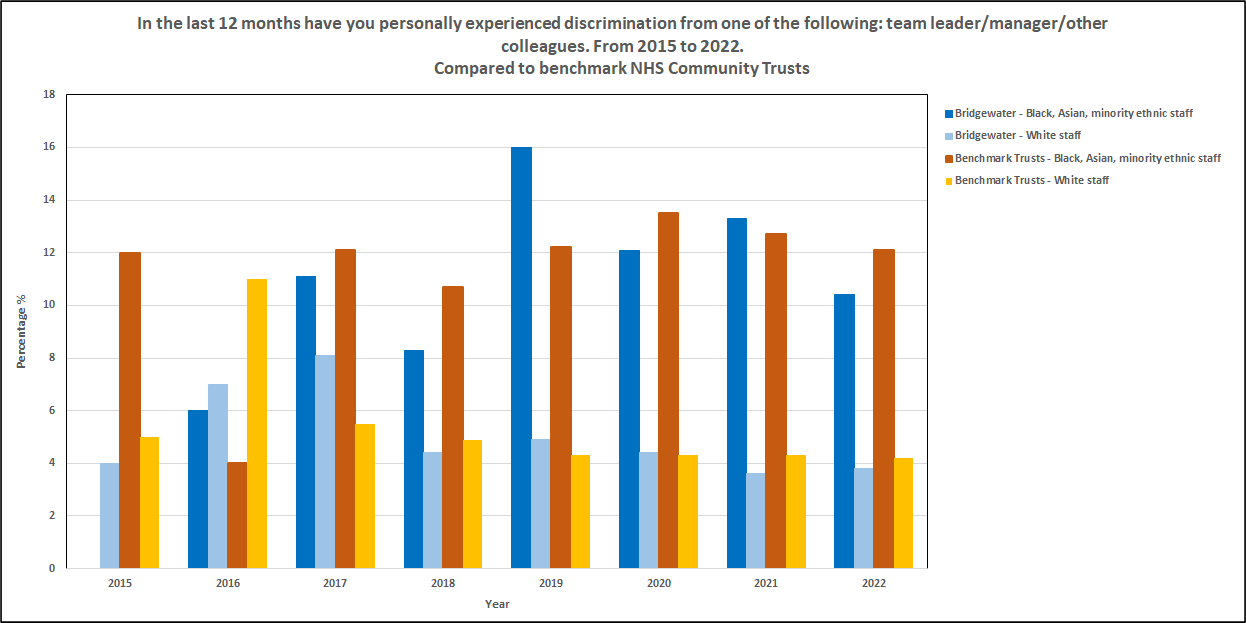 In the last 12 months have you personally experienced discrimination from one of the following: team leader/manager/other
colleagues. From 2015 to 2022.
Compared to benchmark NHS Community Trusts
18
16
14
12
10
8
6
4
2
0
Percentage %
2015 2016 2017 2018 2019 2020 2021 2022
Year
Bridgewater - Black, Asian, minority ethnic staff
Bridgewater - White staff
Benchmark Trusts - Black, Asian, minority ethnic staff
Benchmark Trusts - White staff